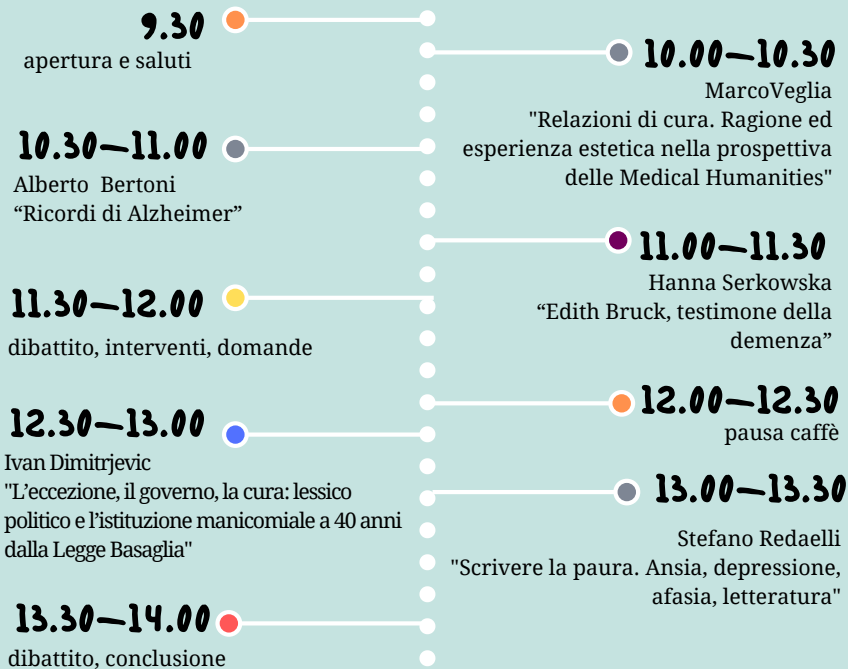 9.30
apertura e saluti
10.00—10.30
MarcoVeglia
"Relazioni di cura. Ragione ed
esperienza estetica nella prospettiva
delle Medical Humanities"
10.30—11.00
Alberto Bertoni
“Ricordi di Alzheimer”
11.00—11.30
Hanna Serkowska
“Edith Bruck, testimone della
demenza”
11.30—12.00
dibattito, interventi, domande
12.00—12.30
pausa caffè
12.30—13.00
Ivan Dimitrjevic
"L’eccezione, il governo, la cura: lessico
politico e l’istituzione manicomiale a 40 anni
dalla Legge Basaglia"
13.00—13.30
Stefano Redaelli
"Scrivere la paura. Ansia, depressione,
afasia, letteratura"
13.30—14.00
dibattito, conclusione